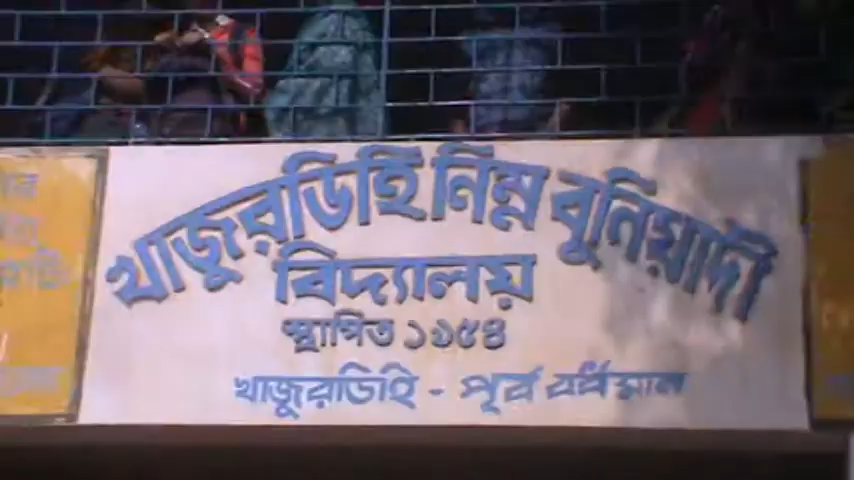 খাজুরডিহি নিম্ন বুনিয়াদী
বিদ্যালয়
স্থাপিত ১৯৫৪
খাজুরডিহি - পূর্ব বর্ধমান